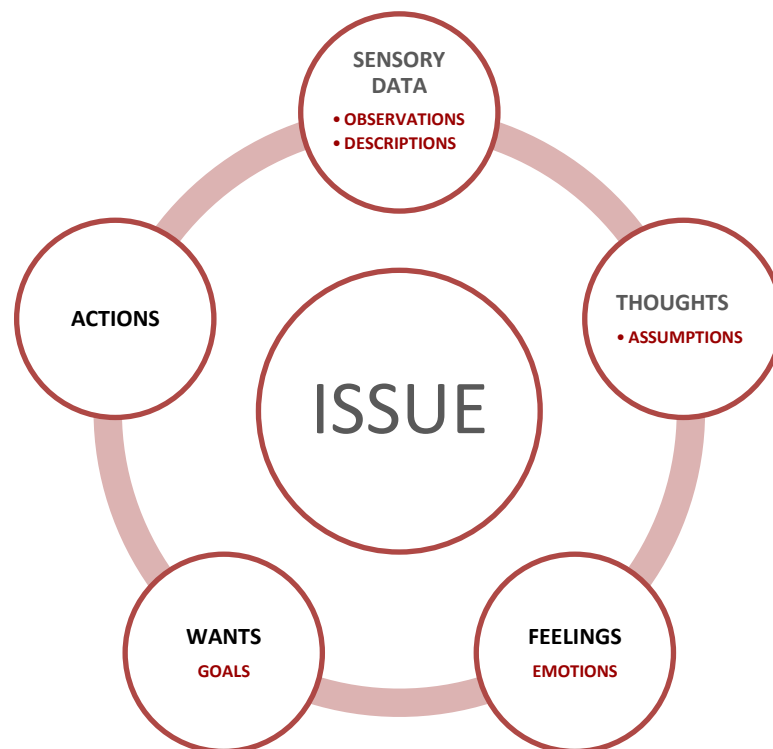 SENSORY
DATA
• OBSERVATIONS
• DESCRIPTIONS
THOUGHTS
• ASSUMPTIONS
FEELINGS
EMOTIONS
WANTS
GOALS
ACTIONS
ISSUE